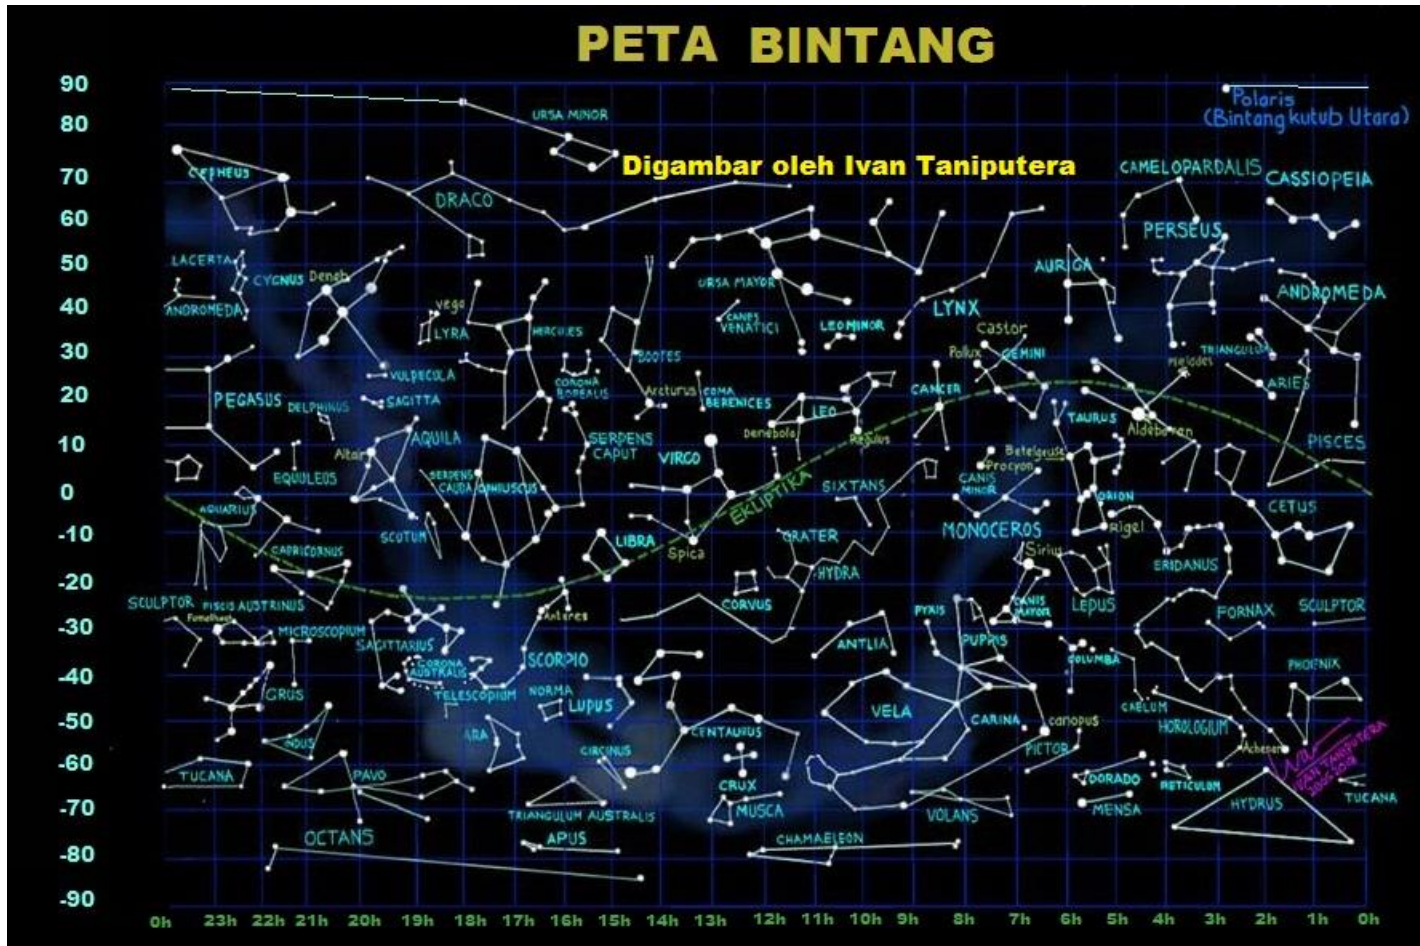 PETA BINTANG
90
Polaris
(Bintang kutub Utara)
80
URSA MINOR
Digambar oleh Ivan Taniputera
70
CEPHEUS
DRACO
CAMELOPARDALIS
CASSIOPEIA
60
PERSEUS
50
LACERTA
CYGNUS
Deneb
URSA MAYOR
AURIGA
ANDROMEDA
40
ANDROMEDA
Vega
LYRA
HERCULES
CANES
VENATICI
LEO MINOR
LYNX
Castor
30
BOOTES
Pollux
GEMINI
TRIANGULUM
Pleiades
VULPECULA
CORONA
BOREALIS
Arcturus
COMA
BERENICES
CANCER
ARIES
20
PEGASUS
DELPHINUS
SAGITTA
LEO
TAURUS
Aldebaran
Denebola
Regulus
10
AQUILA
Altair
SERPENS
CAPUT
VIRGO
Betelgeuse
Procyon
PISCES
EQUULEUS
SERPENS
CAUDA
OPHIUSCUS
SIXTANS
CANIS
MINOR
0
EKLIPTIKA
ORION
CETUS
AQUARIUS
SCUTUM
LIBRA
Spica
CRATER
MONOCEROS
Rigel
-10
CAPRICORNUS
HYDRA
Sirius
ERIDANUS
-20
SCULPTOR
PISCIS AUSTRINUS
Fomalhaut
CORVUS
CANIS
MAYOR
LEPUS
FORNAX
SCULPTOR
Antares
PYXIS
-30
MICROSCOPIUM
SAGITTARIUS
SCORPIO
ANTLIA
PUPPIS
COLUMBA
PHOENIX
-40
CORONA
AUSTRALIS
GRUS
TELESCOPIUM
NORMA
LUPUS
VELA
CARINA
canopus
CAELUM
HOROLOGIUM
-50
INDUS
ARA
CIRCINUS
CENTAURUS
PICTOR
Achenar
-60
TUCANA
PAVO
CRUX
DORADO
RETICULUM
IVAN TANIPUTERA
-70
TRIANGULUM AUSTRALIS
MUSCA
VOLANS
MENSA
HYDRUS
TUCANA
OCTANS
APUS
CHAMAELEON
-80
-90
0h 23h 22h 21h 20h 19h 18h 17h 16h 15h 14h 13h 12h 11h 10h 9h 8h 7h 6h 5h 4h 3h 2h 1h 0h